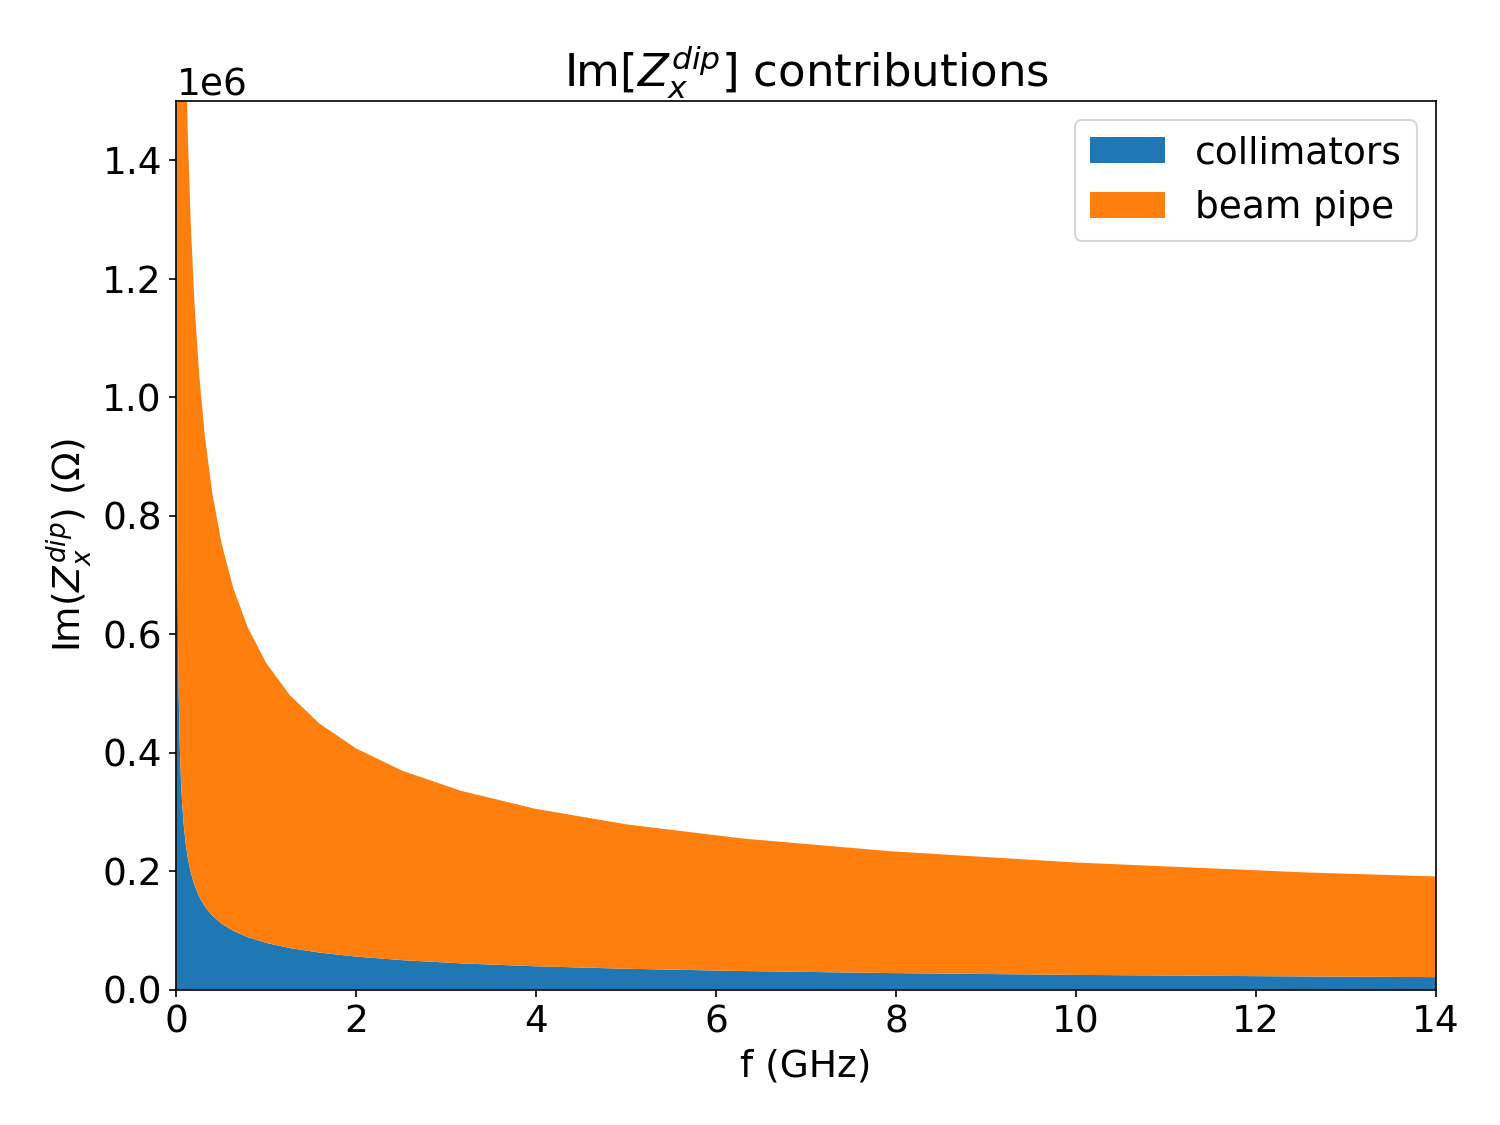 Im[Z_x^{dip}] contributions
1e6
collimators
beam pipe
1.4
1.2
1.0
0.8
0.6
0.4
0.2
0.0
Im(Z_x^{dip}) (Ω)
0 2 4 6 8 10 12 14
f (GHz)